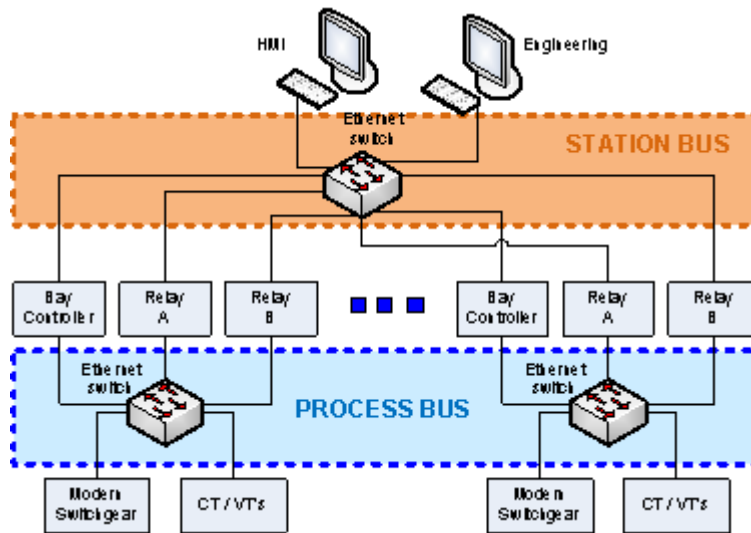 HMI
Engineering
Ethernet
switch
STATION BUS
Bay
Controller
Relay
A
Relay
B
Bay
Controller
Relay
A
Relay
B
Ethernet
switch
PROCESS BUS
Ethernet
switch
Modern
Switchgear
CT / VT's
Modern
Switchgear
CT / VT's